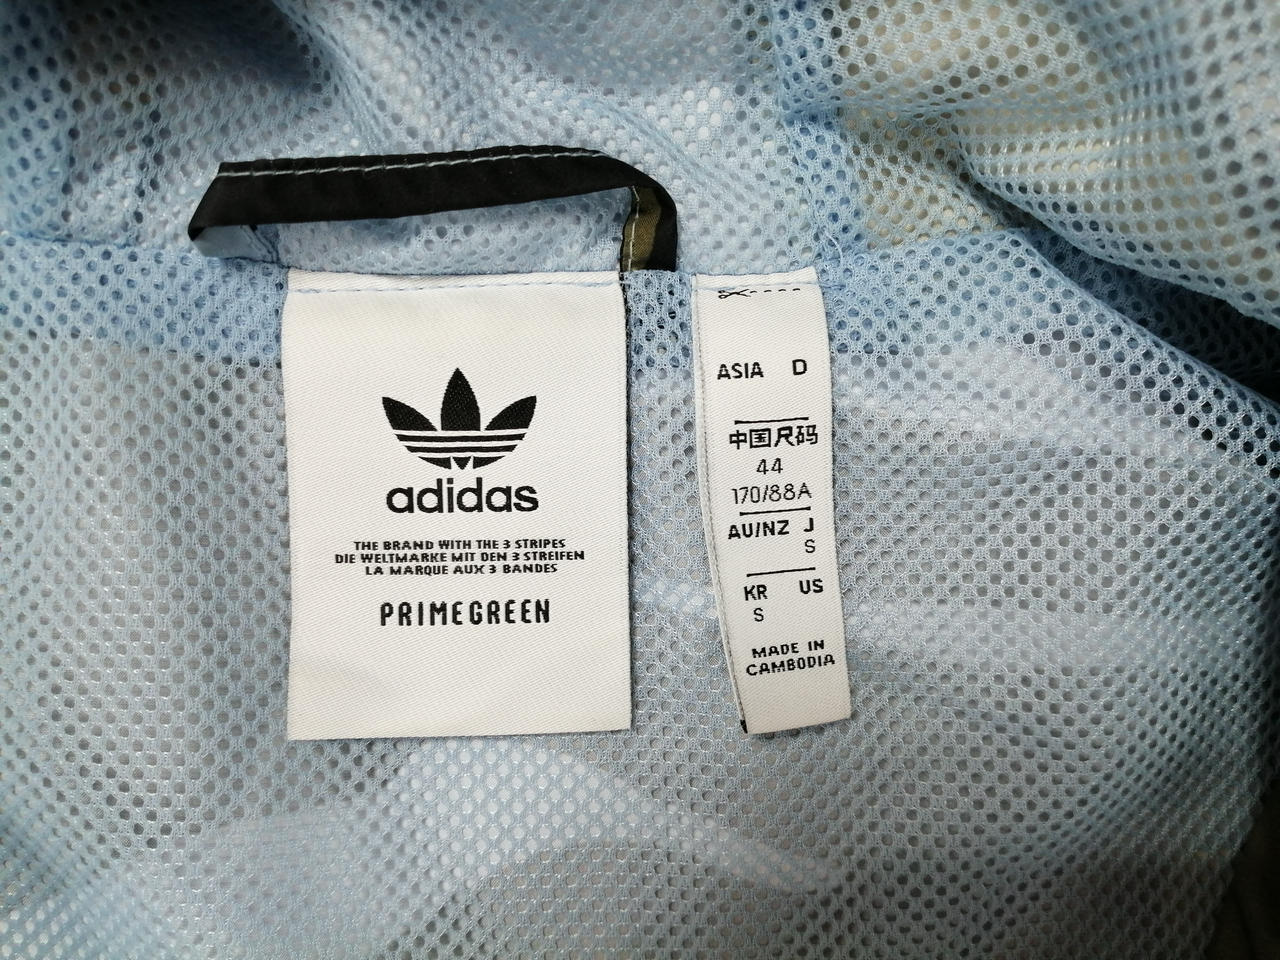 adidas
THE BRAND WITH THE 3 STRIPES
DIE WELTMARKE MIT DEN 3 STREIFEN
LA MARQUE AUX 3 BANDES
PRIMEGREEN
ASIA D
中国尺码
44
170/88A
AU/NZ J
S
KR US
S
MADE IN
CAMBODIA